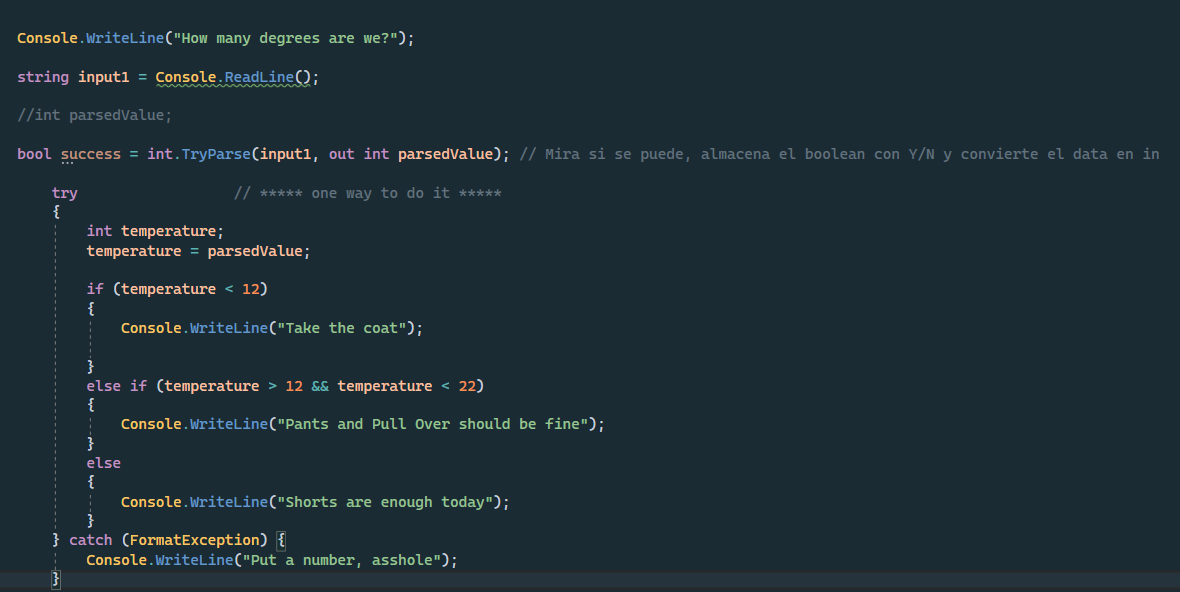 Console.WriteLine("How many degrees are we?");
string input1 = Console.ReadLine();
//int parsedValue;
bool success = int.TryParse(input1, out int parsedValue); // Mira si se puede, almacena el boolean con Y/N y convierte el data en in
try // ***** one way to do it *****
{
int temperature;
temperature = parsedValue;
if (temperature < 12)
{
Console.WriteLine("Take the coat");
}
else if (temperature > 12 && temperature < 22)
{
Console.WriteLine("Pants and Pull Over should be fine");
}
else
{
Console.WriteLine("Shorts are enough today");
}
} catch (FormatException) {
Console.WriteLine("Put a number, asshole");
}